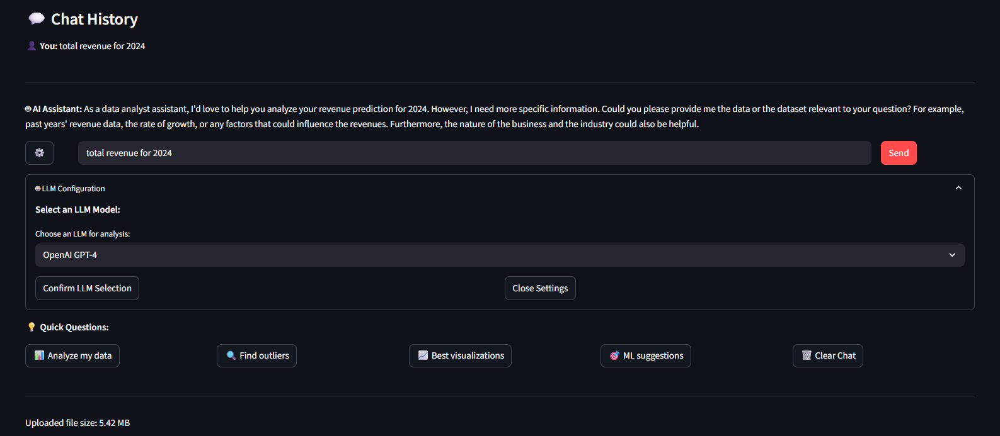 Chat History
You: total revenue for 2024
AI Assistant: As a data analyst assistant, I'd love to help you analyze your revenue prediction for 2024. However, I need more specific information. Could you please provide me the data or the dataset relevant to your question? For example,
past years' revenue data, the rate of growth, or any factors that could influence the revenues. Furthermore, the nature of the business and the industry could also be helpful.
total revenue for 2024
Send
LLM Configuration
Select an LLM Model:
Choose an LLM for analysis:
OpenAI GPT-4
Confirm LLM Selection
Close Settings
Quick Questions:
Analyze my data
Find outliers
Best visualizations
ML suggestions
Clear Chat
Uploaded file size: 5.42 MB